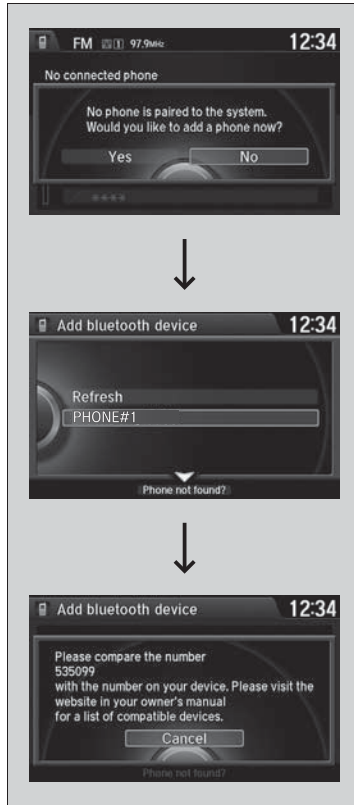 FM 97.9MHz 12:34
No connected phone
No phone is paired to the system.
Would you like to add a phone now?
Yes No
Add bluetooth device 12:34
Refresh
PHONE#1
Phone not found?
Add bluetooth device 12:34
Please compare the number
535099
with the number on your device. Please visit the
website in your owner's manual
for a list of compatible devices.
Cancel
Phone not found?